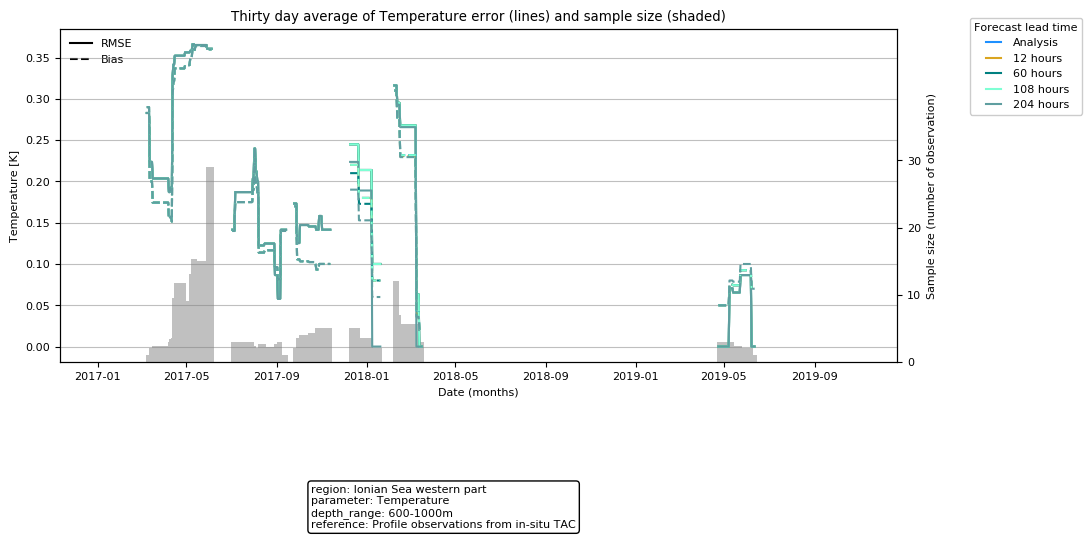 Thirty day average of Temperature error (lines) and sample size (shaded)
Forecast lead time
Analysis
12 hours
60 hours
108 hours
204 hours
RMSE
Bias
0.35
0.30
0.25
0.20
0.15
0.10
0.05
0.00
Temperature [K]
30
20
10
0
Sample size (number of observation)
2017-01
2017-05
2017-09
2018-01
2018-05
2018-09
2019-01
2019-05
2019-09
Date (months)
region: Ionian Sea western part
parameter: Temperature
depth_range: 600-1000m
reference: Profile observations from in-situ TAC